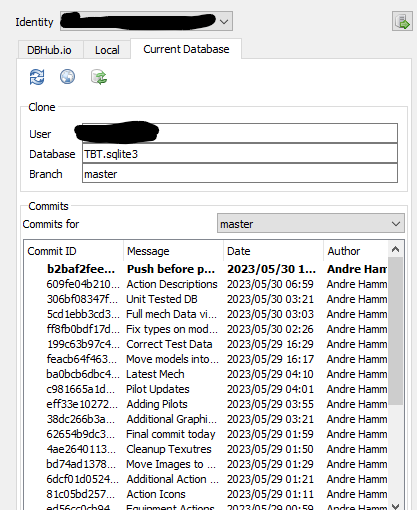 Identity
DBHub.io Local Current Database
Clone
User
Database TBT.sqlite3
Branch master
Commits
Commits for master
Commit ID Message Date Author
b2baf2fee... Push before p... 2023/05/30 1... Andre Ham
609fe04b210... Action Descriptions 2023/05/30 06:59 Andre Hamm
306bf08347f... Unit Tested DB 2023/05/30 03:21 Andre Hamm
5cd1ebb3cd3... Full mech Data vi... 2023/05/30 03:03 Andre Hamm
ff8fb0bdf17d... Fix types on mod... 2023/05/30 02:26 Andre Hamm
199c63b97c4... Correct Test Data 2023/05/29 16:29 Andre Hamm
feacb64f463... Move models into... 2023/05/29 16:17 Andre Hamm
ba0bcb6dbc4... Latest Mech 2023/05/29 04:10 Andre Hamm
c981665a1d... Pilot Updates 2023/05/29 04:01 Andre Hamm
eff33e10272... Adding Pilots 2023/05/29 03:55 Andre Hamm
38dc266b3a... Additional Graphi... 2023/05/29 03:21 Andre Hamm
62654b9dc3... Final commit today 2023/05/29 01:59 Andre Hamm
4ae2640113... Cleanup Texutres 2023/05/29 01:50 Andre Hamm
bd74ad1378... Move Images to ... 2023/05/29 01:29 Andre Hamm
6dcf01d0524... Additional Action ... 2023/05/29 01:21 Andre Hamm
81c05bd257... Action Icons 2023/05/29 01:11 Andre Hamm
ed56cc0cb94... Equipment Actions 2023/05/29 00:59 Andre Hamm